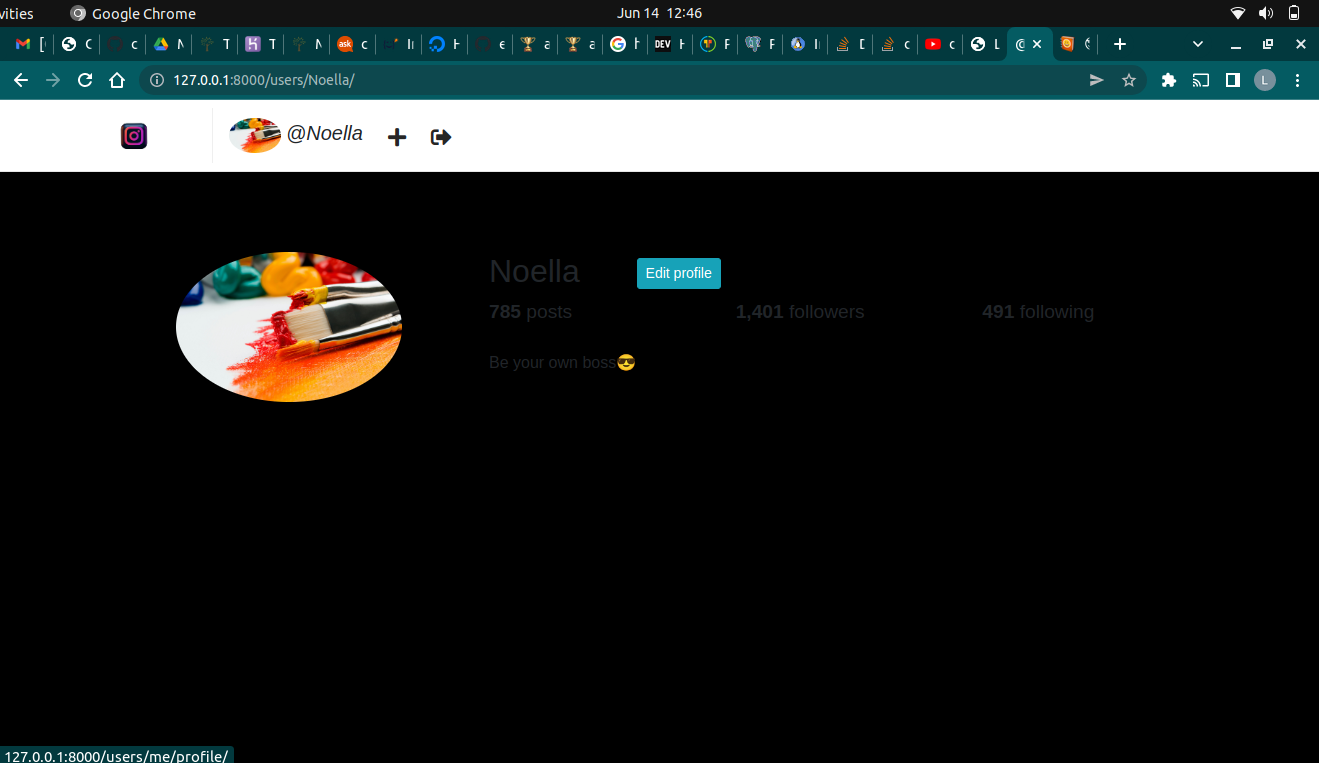 vities Google Chrome Jun 14 12:46
127.0.0.1:8000/users/Noella/ L
@Noella
Noella Edit profile
785 posts 1,401 followers 491 following
Be your own boss😎
127.0.0.1:8000/users/me/profile/